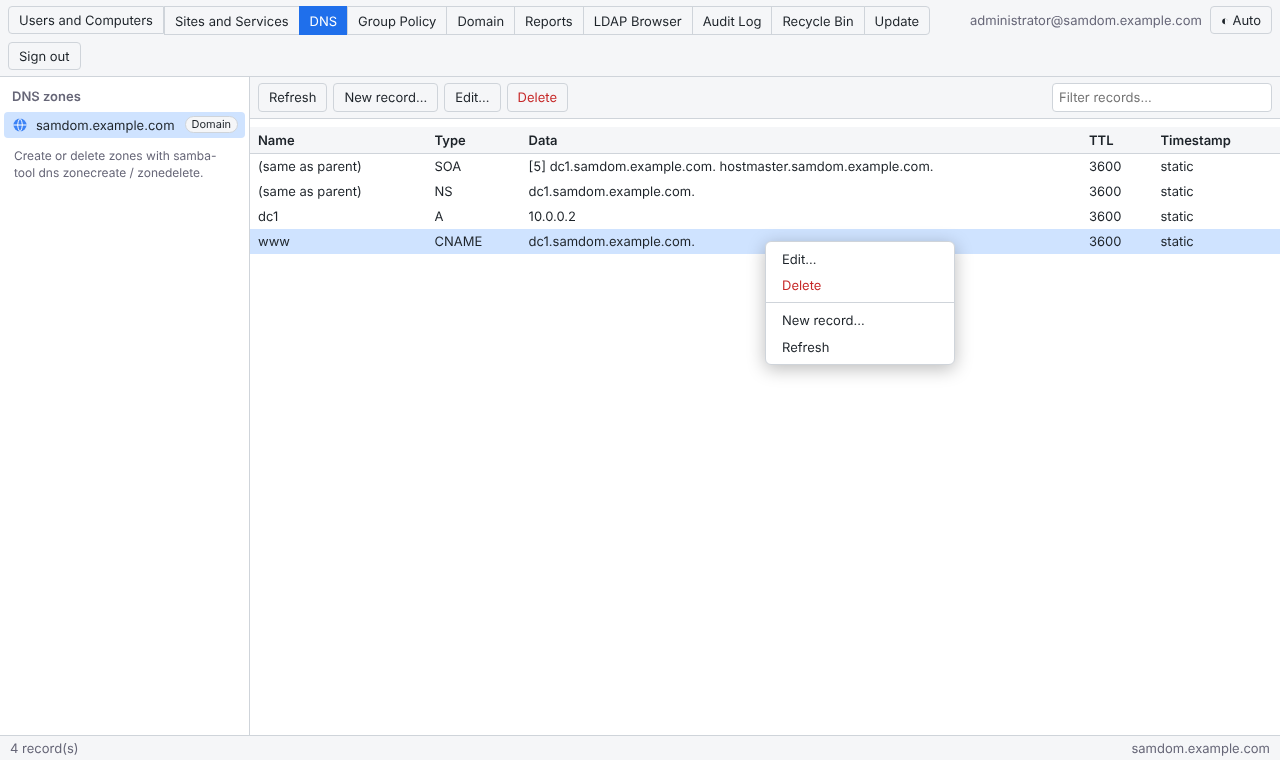 Users and Computers Sites and Services DNS Group Policy Domain Reports LDAP Browser Audit Log Recycle Bin Update administrator@samdom.example.com Auto
Sign out
DNS zones
samdom.example.com Domain
Create or delete zones with samba-
tool dns zonecreate / zonedelete.
Refresh New record... Edit... Delete Filter records...
Name Type Data TTL Timestamp
(same as parent) SOA [5] dc1.samdom.example.com. hostmaster.samdom.example.com. 3600 static
(same as parent) NS dc1.samdom.example.com. 3600 static
dc1 A 10.0.0.2 3600 static
www CNAME dc1.samdom.example.com. 3600 static
Edit...
Delete
New record...
Refresh
4 record(s) samdom.example.com